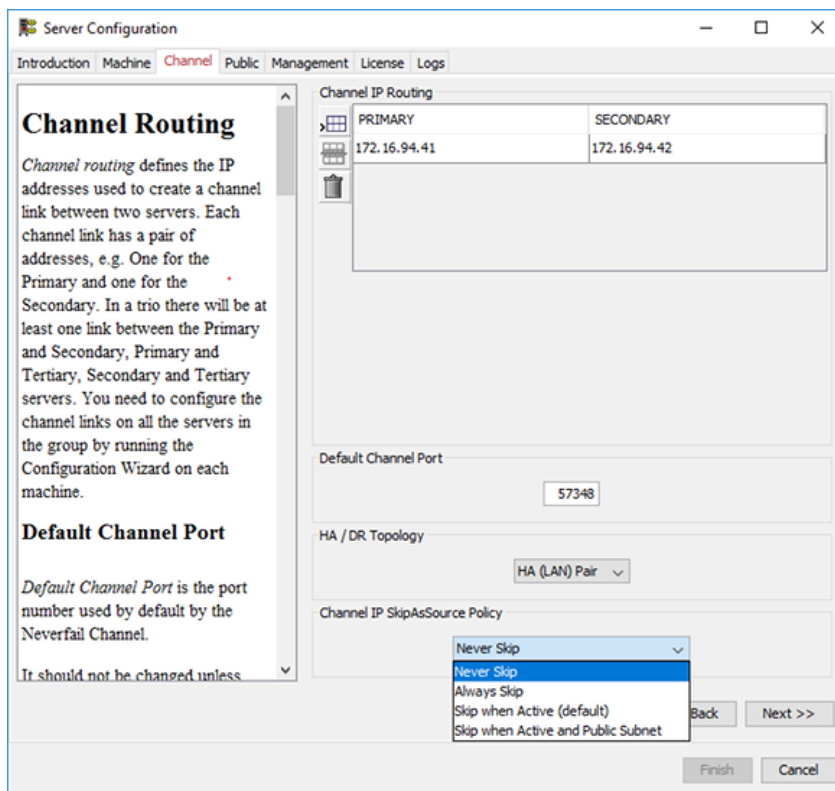 Server Configuration
Introduction Machine Channel Public Management License Logs
Channel Routing
Channel routing defines the IP
addresses used to create a channel
link between two servers. Each
channel link has a pair of
addresses, e.g. One for the
Primary and one for the
Secondary. In a trio there will be at
least one link between the Primary
and Secondary, Primary and
Tertiary, Secondary and Tertiary
servers. You need to configure the
channel links on all the servers in
the group by running the
Configuration Wizard on each
machine.
Default Channel Port
Default Channel Port is the port
number used by default by the
Neverfail Channel.
It should not be changed unless
Channel IP Routing
PRIMARY SECONDARY
172.16.94.41 172.16.94.42
Default Channel Port
57348
HA / DR Topology
HA (LAN) Pair
Channel IP SkipAsSource Policy
Never Skip
Never Skip
Always Skip
Skip when Active (default)
Skip when Active and Public Subnet
Back Next >>
Finish Cancel